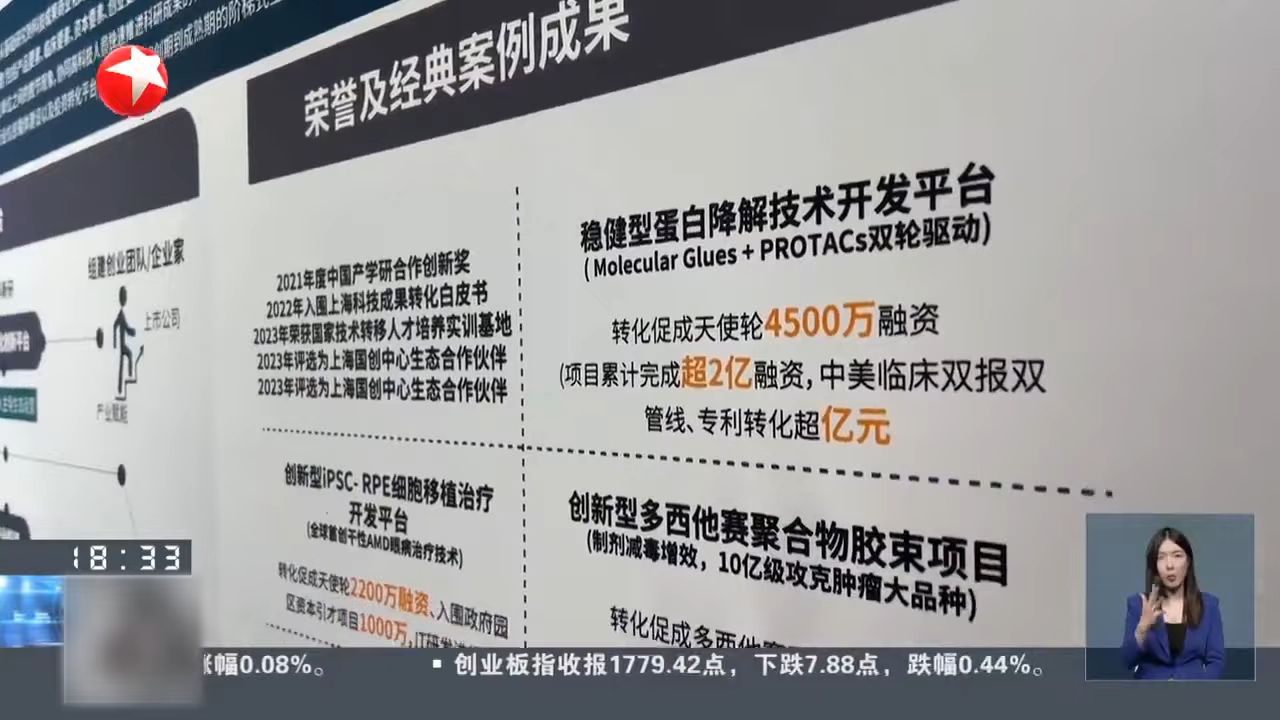 荣誉及经典案例成果
组建创业团队/企业家
上市公司
产业赋能
2021年度中国产学研合作创新奖
2022年入围上海科技成果转化白皮书
2023年荣获国家技术转移人才培养实训基地
2023年评选为上海国创中心生态合作伙伴
2023年评选为上海国创中心生态合作伙伴
稳健型蛋白降解技术开发平台
( Molecular Glues + PROTACs双轮驱动)
转化促成天使轮4500万融资
(项目累计完成超2亿融资, 中美临床双报双
管线、专利转化超亿元
创新型iPSC- RPE细胞移植治疗
开发平台
(全球首创干性AMD眼病治疗技术)
转化促成天使轮2200万融资、入围政府园
区资本引才项目1000万,
创新型多西他赛聚合物胶束项目
(制剂减毒增效，10亿级攻克肿瘤大品种)
转化促成多西他
18:33
涨幅0.08%。
▪ 创业板指收报1779.42点，下跌7.88点，跌幅0.44%。